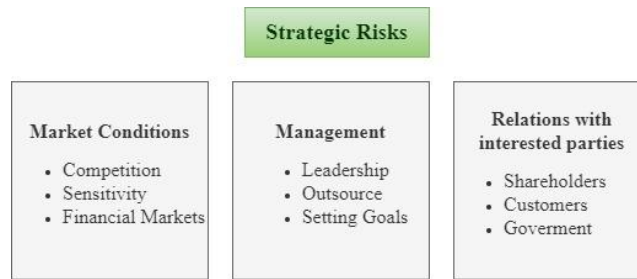 Strategic Risks
Market Conditions
• Competition
• Sensitivity
• Financial Markets
Management
• Leadership
• Outsource
• Setting Goals
Relations with
interested parties
• Shareholders
• Customers
• Goverment